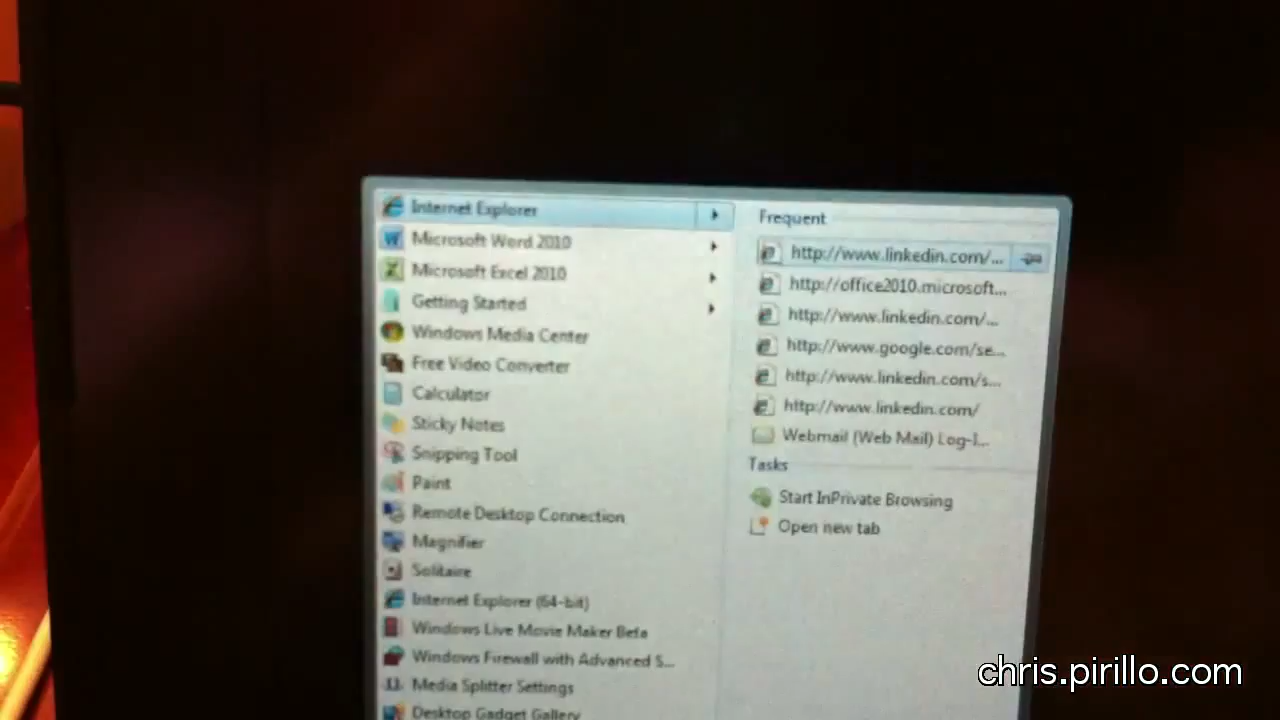 Internet Explorer
Microsoft Word 2010
Microsoft Excel 2010
Getting Started
Windows Media Center
Free Video Converter
Calculator
Sticky Notes
Snipping Tool
Paint
Remote Desktop Connection
Magnifier
Solitaire
Internet Explorer (64-bit)
Windows Live Movie Maker Beta
Windows Firewall with Advanced S...
Media Splitter Settings
Desktop Gadget Gallery
Frequent
http://www.linkedin.com/...
http://office2010.microsoft...
http://www.linkedin.com/...
http://www.google.com/se...
http://www.linkedin.com/s...
http://www.linkedin.com/
Webmail (Web Mail) Log-I...
Tasks
Start InPrivate Browsing
Open new tab
chris.pirillo.com